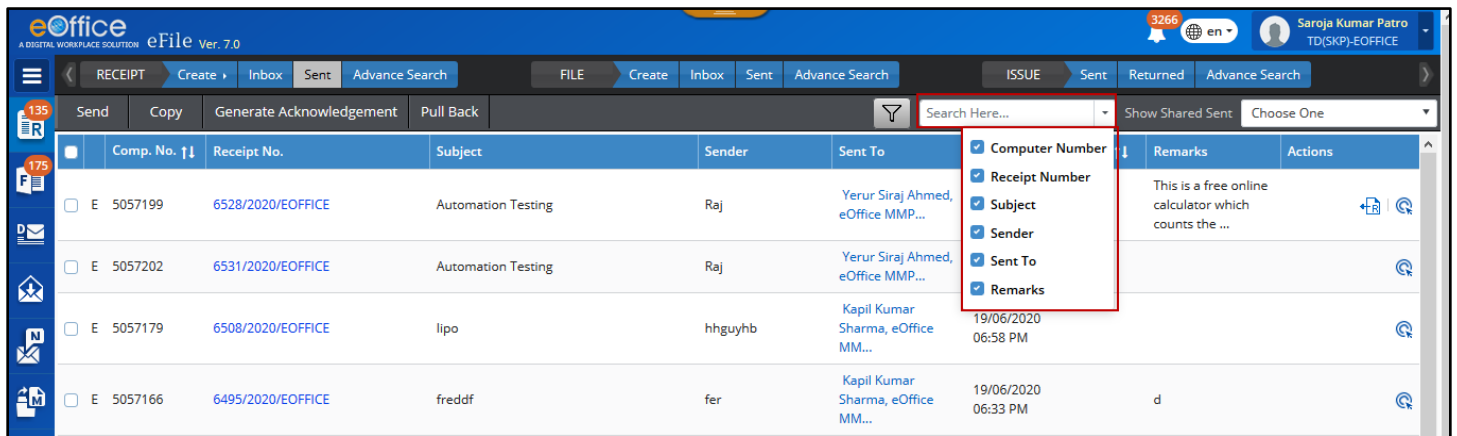 eOffice
A DIGITAL WORKPLACE SOLUTION eFile Ver. 7.0
3266
en
Saroja Kumar Patro
TD(SKP)-EOFFICE
RECEIPT Create Inbox Sent Advance Search FILE Create Inbox Sent Advance Search ISSUE Sent Returned Advance Search
135
R
Send Copy Generate Acknowledgement Pull Back Search Here... Show Shared Sent Choose One
Comp. No. Receipt No. Subject Sender Sent To Remarks Actions
Computer Number
Receipt Number
Subject
Sender
Sent To
Remarks
175
F
E 5057199 6528/2020/EOFFICE Automation Testing Raj Yerur Siraj Ahmed, eOffice MMP... This is a free online calculator which counts the ... R
D
E 5057202 6531/2020/EOFFICE Automation Testing Raj Yerur Siraj Ahmed, eOffice MMP...
E 5057179 6508/2020/EOFFICE lipo hhguyhb Kapil Kumar Sharma, eOffice MM... 19/06/2020 06:58 PM
N
E 5057166 6495/2020/EOFFICE freddf fer Kapil Kumar Sharma, eOffice MM... 19/06/2020 06:33 PM d
M